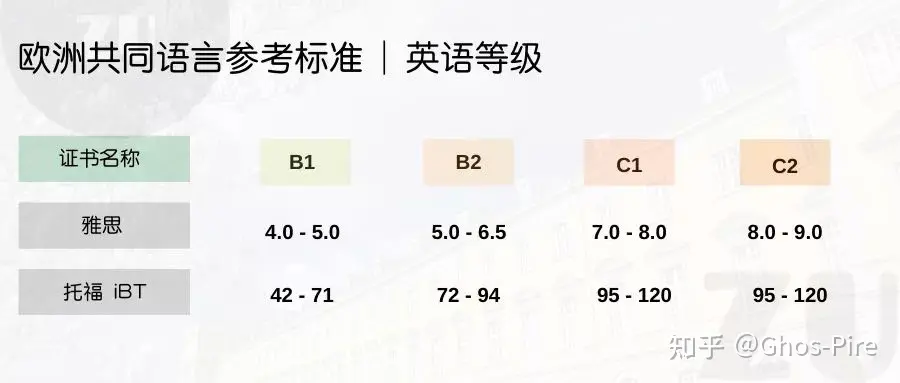 欧洲共同语言参考标准｜英语等级
证书名称 B1 B2 C1 C2
雅思 4.0 - 5.0 5.0 - 6.5 7.0 - 8.0 8.0 - 9.0
托福 iBT 42 - 71 72 - 94 95 - 120 95 - 120
ZU
ZU
知乎 @Ghos-Pire